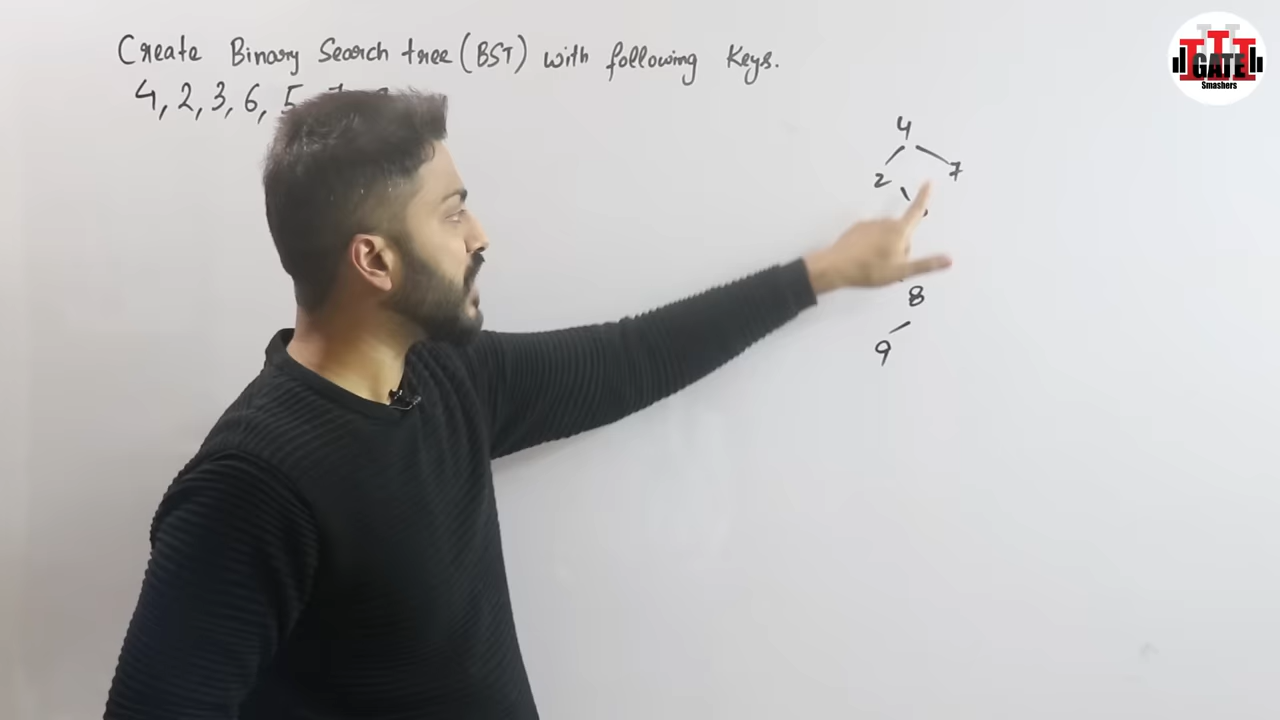 Create Binary Search tree (BST) with following Keys.
4, 2, 3, 6, 5
4
2 7
8
9
GATE
Smashers